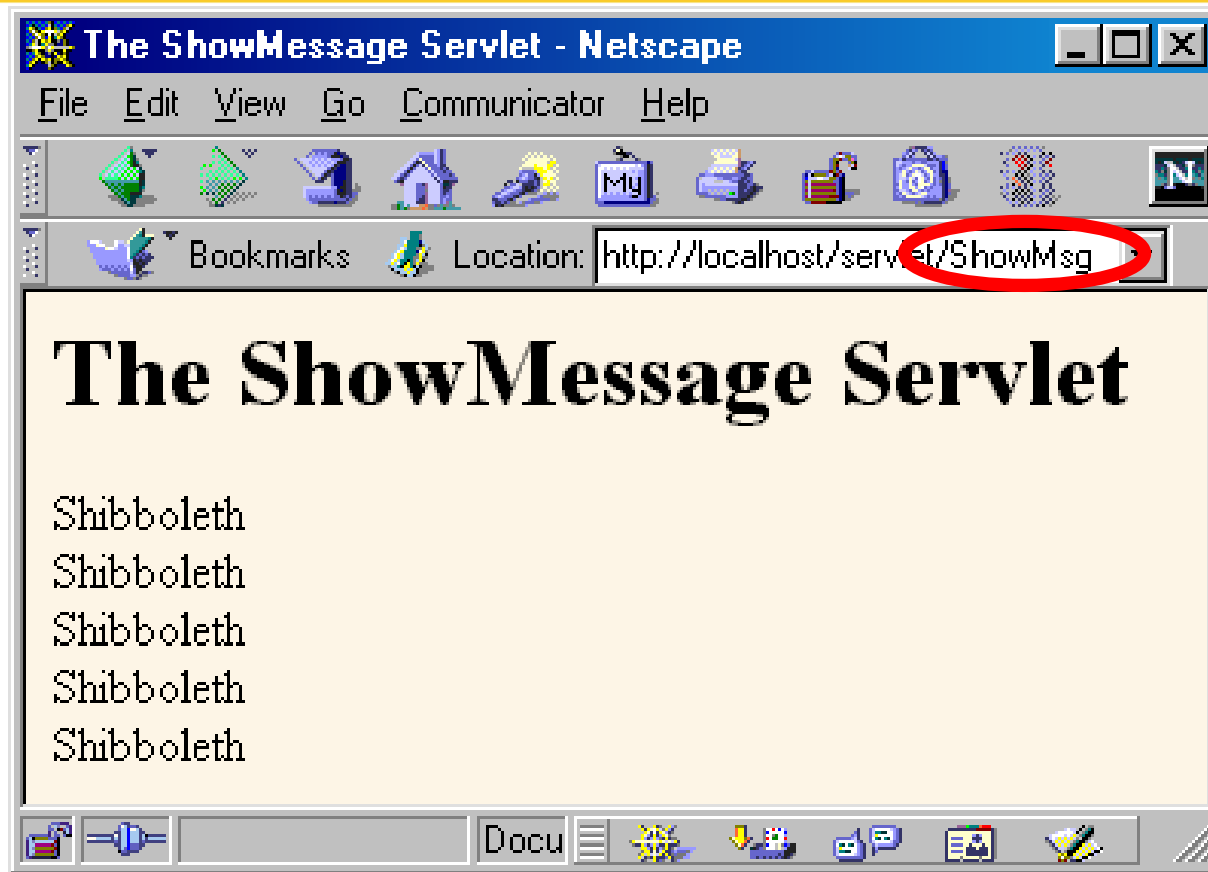 The ShowMessage Servlet - Netscape
File Edit View Go Communicator Help
My N
Bookmarks Location: http://localhost/servlet/ShowMsg
The ShowMessage Servlet
Shibboleth
Shibboleth
Shibboleth
Shibboleth
Shibboleth
Docu